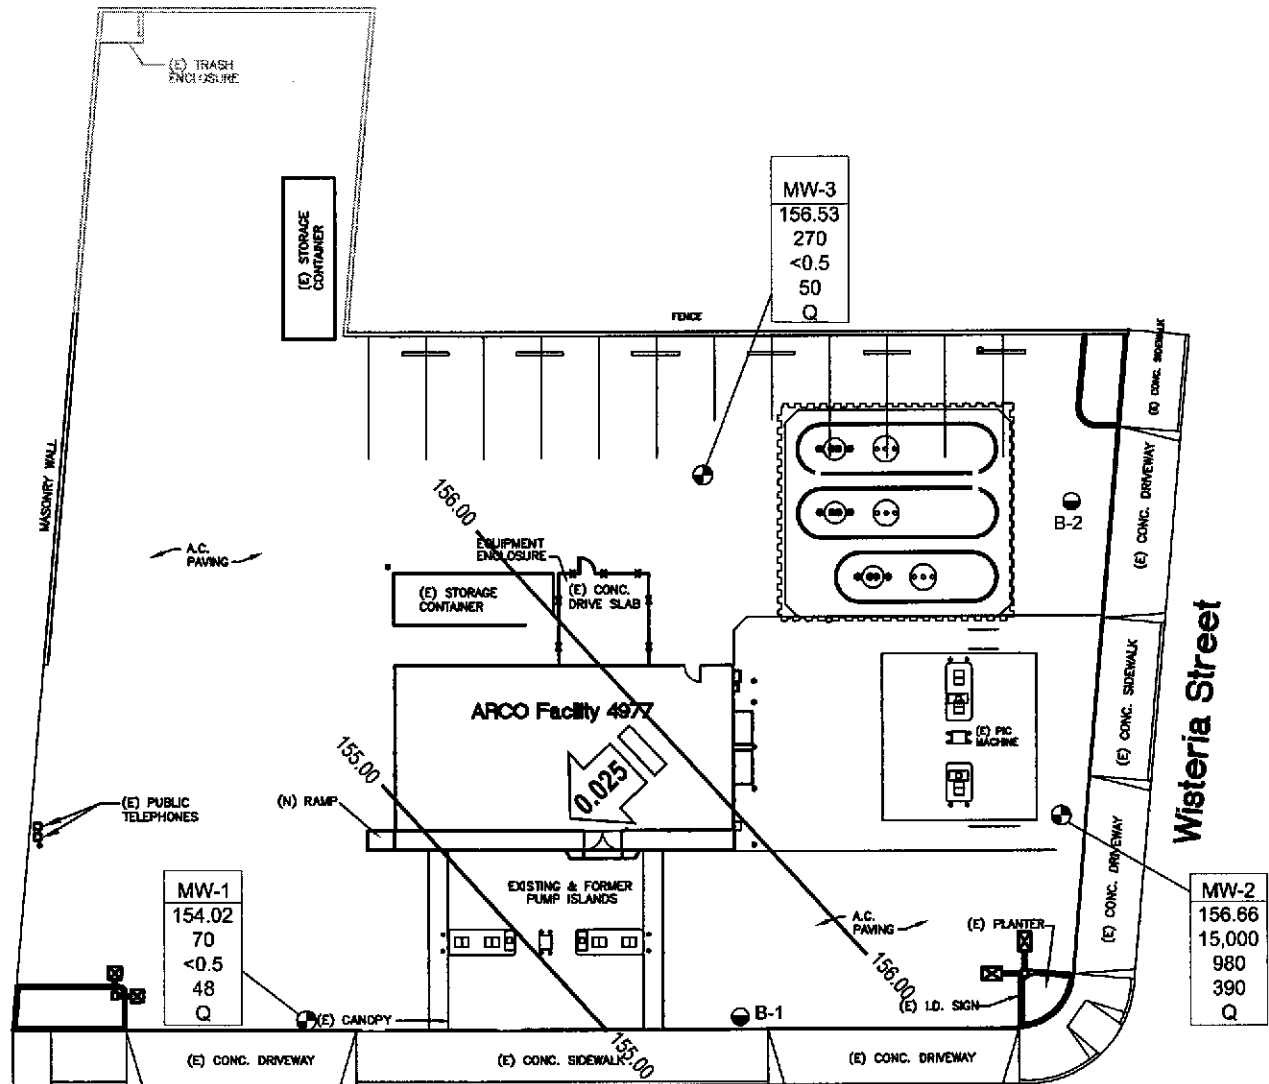 (E) TRASH
ENCLOSURE
(E) STORAGE
CONTAINER
MW-3
156.53
270
<0.5
50
Q
FENCE
(E) CONC. SIDEWALK
MASONRY WALL
156.00
(E) CONC. DRIVEWAY
B-2
A.C.
PAVING
EQUIPMENT
ENCLOSURE
(E) STORAGE
CONTAINER
(E) CONC.
DRIVE SLAB
Wisteria Street
(E) CONC. SIDEWALK
ARCO Facility 4977
(E) PIC
MACHINE
155.00
0.025
(E) PUBLIC
TELEPHONES
(N) RAMP
(E) CONC. DRIVEWAY
MW-1
154.02
70
<0.5
48
Q
EXISTING & FORMER
PUMP ISLANDS
A.C.
PAVING
(E) PLANTER
MW-2
156.66
15,000
980
390
Q
156.00
(E) I.D. SIGN
(E) CANOPY
B-1
(E) CONC. DRIVEWAY
(E) CONC. SIDEWALK
155.00
(E) CONC. DRIVEWAY